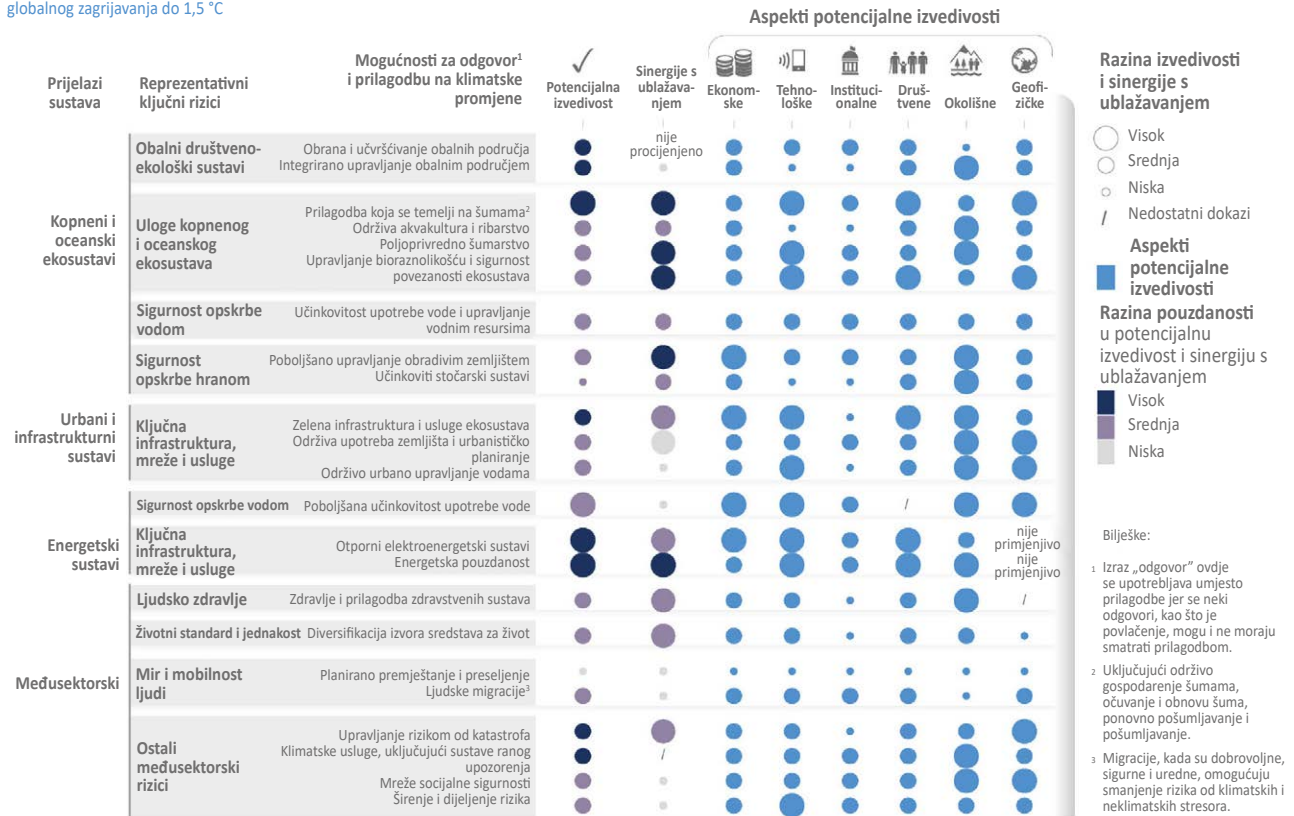 globalnog zagrijavanja do 1,5 °C
Aspekti potencijalne izvedivosti
Prijelazi
sustava
Reprezentativni
ključni rizici
Mogućnosti za odgovor¹
i prilagodbu na klimatske
promjene
Potencijalna
izvedivost
Sinergije s
ublažava-
njem
Ekonom-
ske
Tehno-
loške
Instituci-
onalne
Druš-
tvene
Okolišne
Geofi-
zičke
Obalni društveno-
ekološki sustavi
Obrana i učvršćivanje obalnih područja
Integrirano upravljanje obalnim područjem
nije
procijenjeno
Kopneni i
oceanski
ekosustavi
Uloge kopnenog
i oceanskog
ekosustava
Prilagodba koja se temelji na šumama²
Održiva akvakultura i ribarstvo
Poljoprivredno šumarstvo
Upravljanje bioraznolikošću i sigurnost
povezanosti ekosustava
Sigurnost opskrbe
vodom
Učinkovitost upotrebe vode i upravljanje
vodnim resursima
Sigurnost
opskrbe hranom
Poboljšano upravljanje obradivim zemljištem
Učinkoviti stočarski sustavi
Urbani i
infrastrukturni
sustavi
Ključna
infrastruktura,
mreže i usluge
Zelena infrastruktura i usluge ekosustava
Održiva upotreba zemljišta i urbanističko
planiranje
Održivo urbano upravljanje vodama
Sigurnost opskrbe vodom
Poboljšana učinkovitost upotrebe vode
/
Energetski
sustavi
Ključna
infrastruktura,
mreže i usluge
Otporni elektroenergetski sustavi
Energetska pouzdanost
nije
primjenjivo
nije
primjenjivo
Međusektorski
Ljudsko zdravlje
Zdravlje i prilagodba zdravstvenih sustava
/
Životni standard i jednakost
Diversifikacija izvora sredstava za život
Mir i mobilnost
ljudi
Planirano premještanje i preseljenje
Ljudske migracije³
Ostali
međusektorski
rizici
Upravljanje rizikom od katastrofa
Klimatske usluge, uključujući sustave ranog
upozorenja
Mreže socijalne sigurnosti
Širenje i dijeljenje rizika
/
Razina izvedivosti
i sinergije s
ublažavanjem
Visok
Srednja
Niska
/ Nedostatni dokazi
Aspekti
potencijalne
izvedivosti
Razina pouzdanosti
u potencijalnu
izvedivost i sinergiju s
ublažavanjem
Visok
Srednja
Niska
Bilješke:
1 Izraz „odgovor” ovdje
se upotrebljava umjesto
prilagodbe jer se neki
odgovori, kao što je
povlačenje, mogu i ne moraju
smatrati prilagodbom.
2 Uključujući održivo
gospodarenje šumama,
očuvanje i obnovu šuma,
ponovno pošumljavanje i
pošumljavanje.
3 Migracije, kada su dobrovoljne,
sigurne i uredne, omogućuju
smanjenje rizika od klimatskih i
neklimatskih stresora.